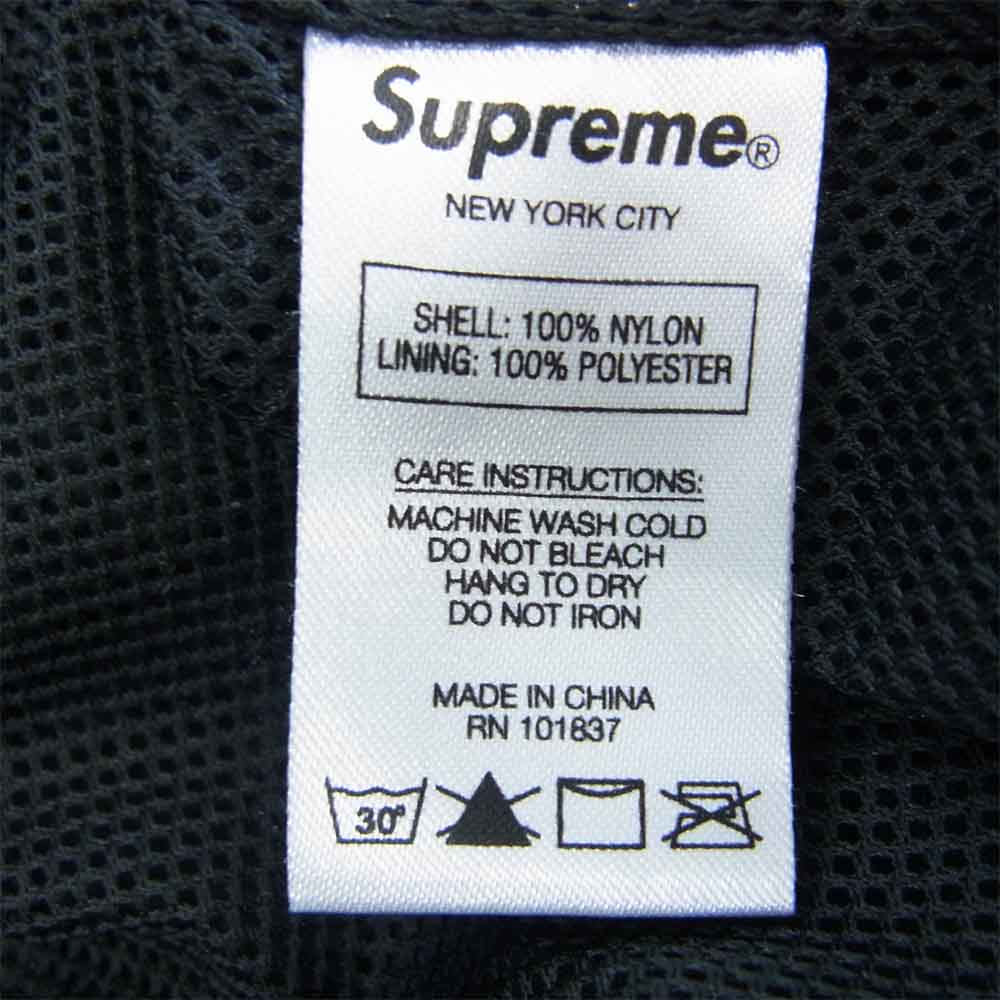 Supreme®
NEW YORK CITY
SHELL: 100% NYLON
LINING: 100% POLYESTER
CARE INSTRUCTIONS:
MACHINE WASH COLD
DO NOT BLEACH
HANG TO DRY
DO NOT IRON
MADE IN CHINA
RN 101837
30°